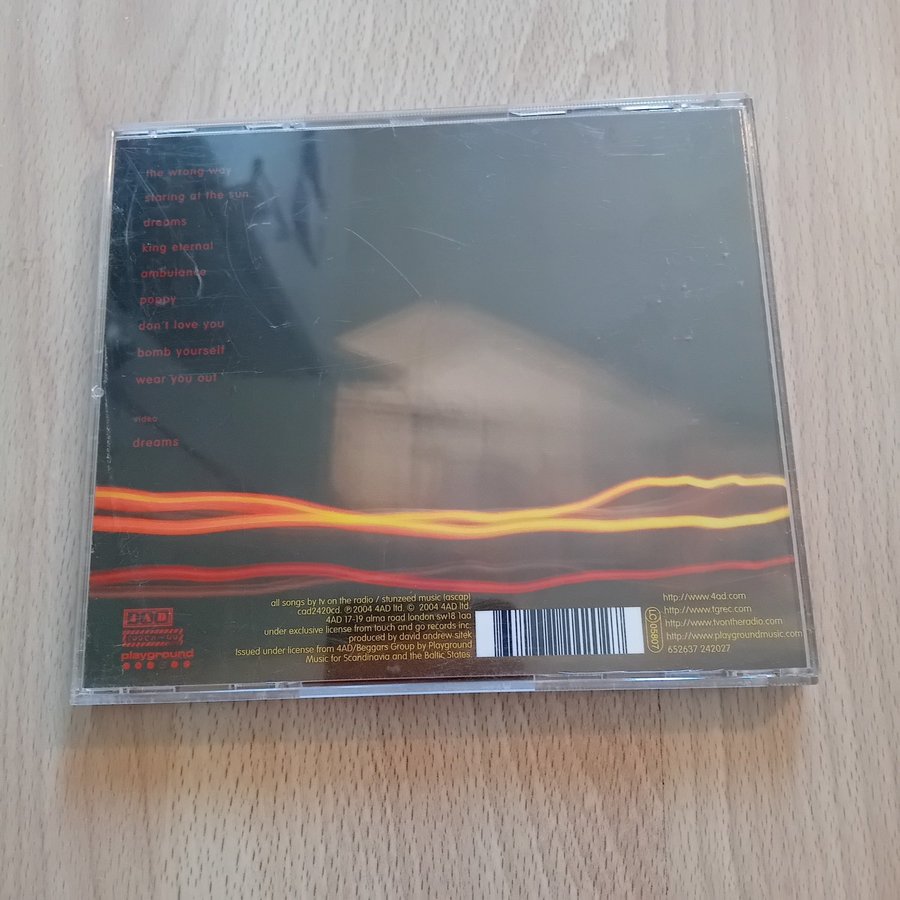 the wrong way
staring at the sun
dreams
king eternal
ambulance
poppy
don't love you
bomb yourself
wear you out
video
dreams
all songs by tv on the radio / stunzeed music (ascap)
cad2420cd. ℗2004 4AD ltd. © 2004 4AD ltd.
4AD 17-19 alma road london sw18 1aa
under exclusive license from touch and go records inc.
produced by david andrew sitek
Issued under license from 4AD/Beggars Group by Playground
Music for Scandinavia and the Baltic States.
4AD
playground
LC 05807
http://www.4ad.com
http://www.tgrec.com
http://www.tvontheradio.com
http://www.playgroundmusic.com
652637 242027